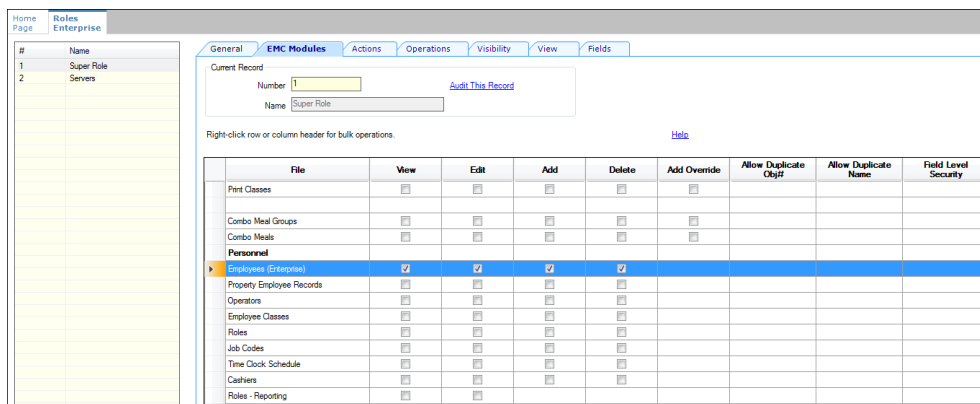 Home Page
Roles Enterprise
# Name
1 Super Role
2 Servers
General EMC Modules Actions Operations Visibility View Fields
Current Record
Number 1 Audit This Record
Name Super Role
Right-click row or column header for bulk operations. Help
File View Edit Add Delete Add Override Allow Duplicate Obj# Allow Duplicate Name Field Level Security
Print Classes
Combo Meal Groups
Combo Meals
Personnel
Employees (Enterprise)
Property Employee Records
Operators
Employee Classes
Roles
Job Codes
Time Clock Schedule
Cashiers
Roles - Reporting